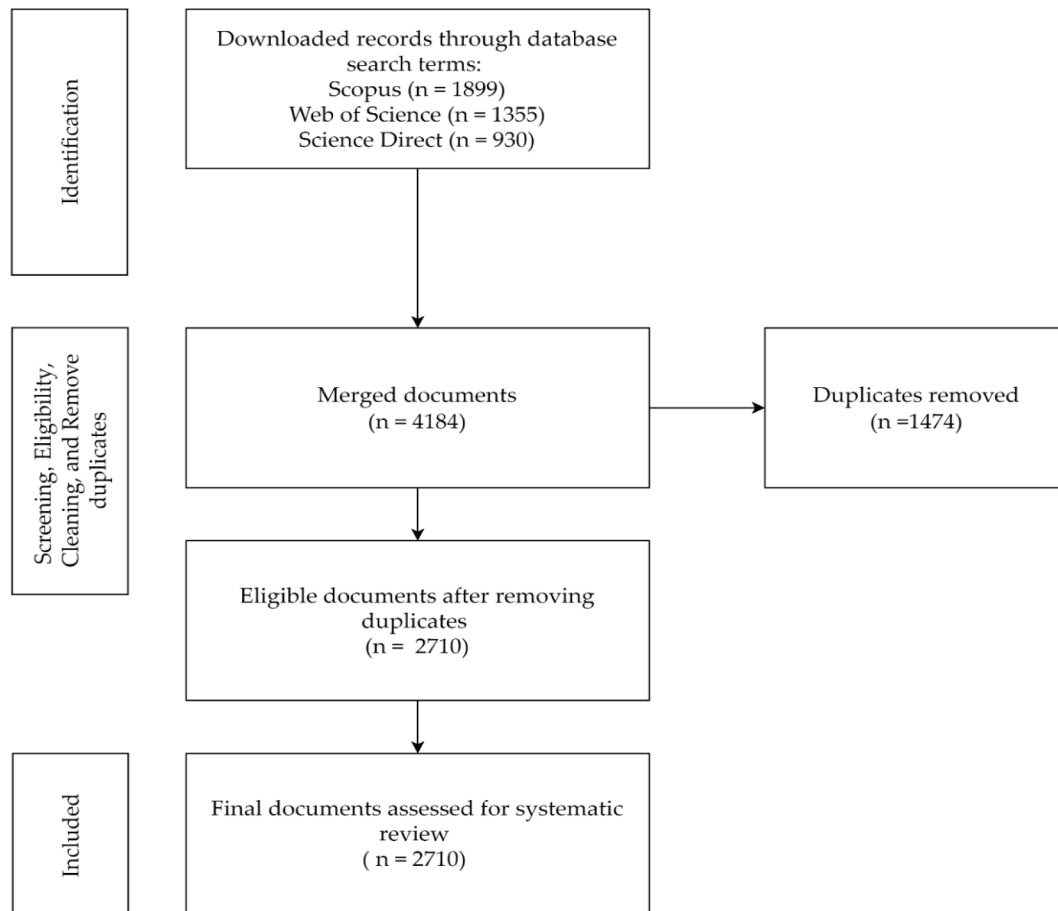 Identification
Downloaded records through database
search terms:
Scopus (n = 1899)
Web of Science (n = 1355)
Science Direct (n = 930)
Screening, Eligibility,
Cleaning, and Remove
duplicates
Merged documents
(n = 4184)
Duplicates removed
(n =1474)
Eligible documents after removing
duplicates
(n =  2710)
Included
Final documents assessed for systematic
review
( n = 2710)